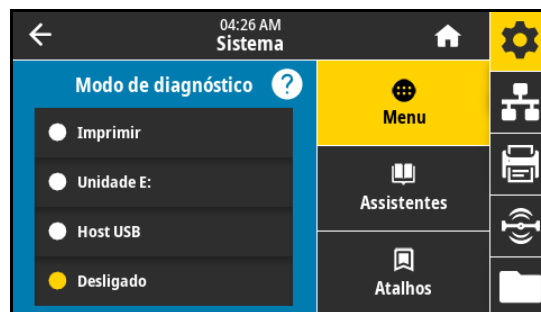 04:26 AM
Sistema
Modo de diagnóstico ?
Imprimir
Unidade E:
Host USB
Desligado
Menu
Assistentes
Atalhos